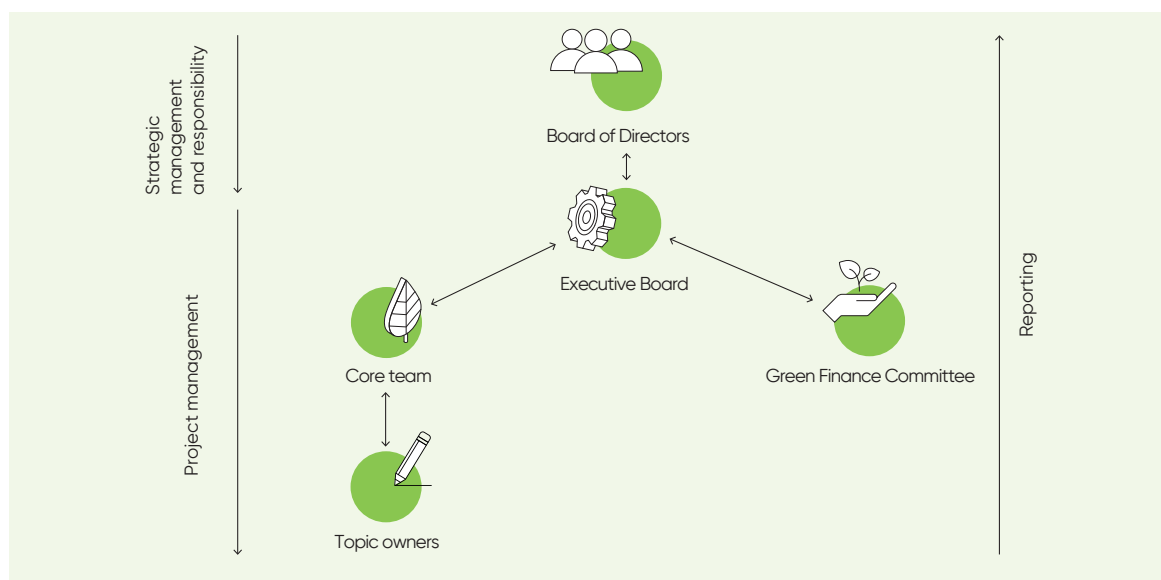 Strategic
management
and responsibility
Board of Directors
Executive Board
Reporting
Project management
Core team
Green Finance Committee
Topic owners